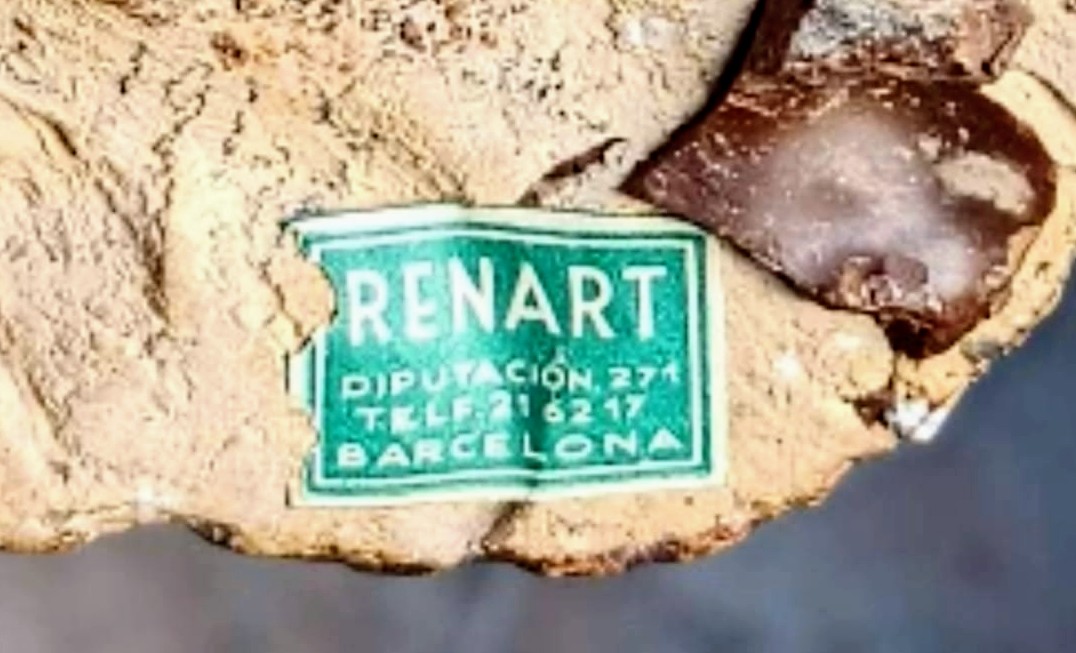 RENART
DIPUTACIÓN, 271
TELF. 21 62 17
BARCELONA